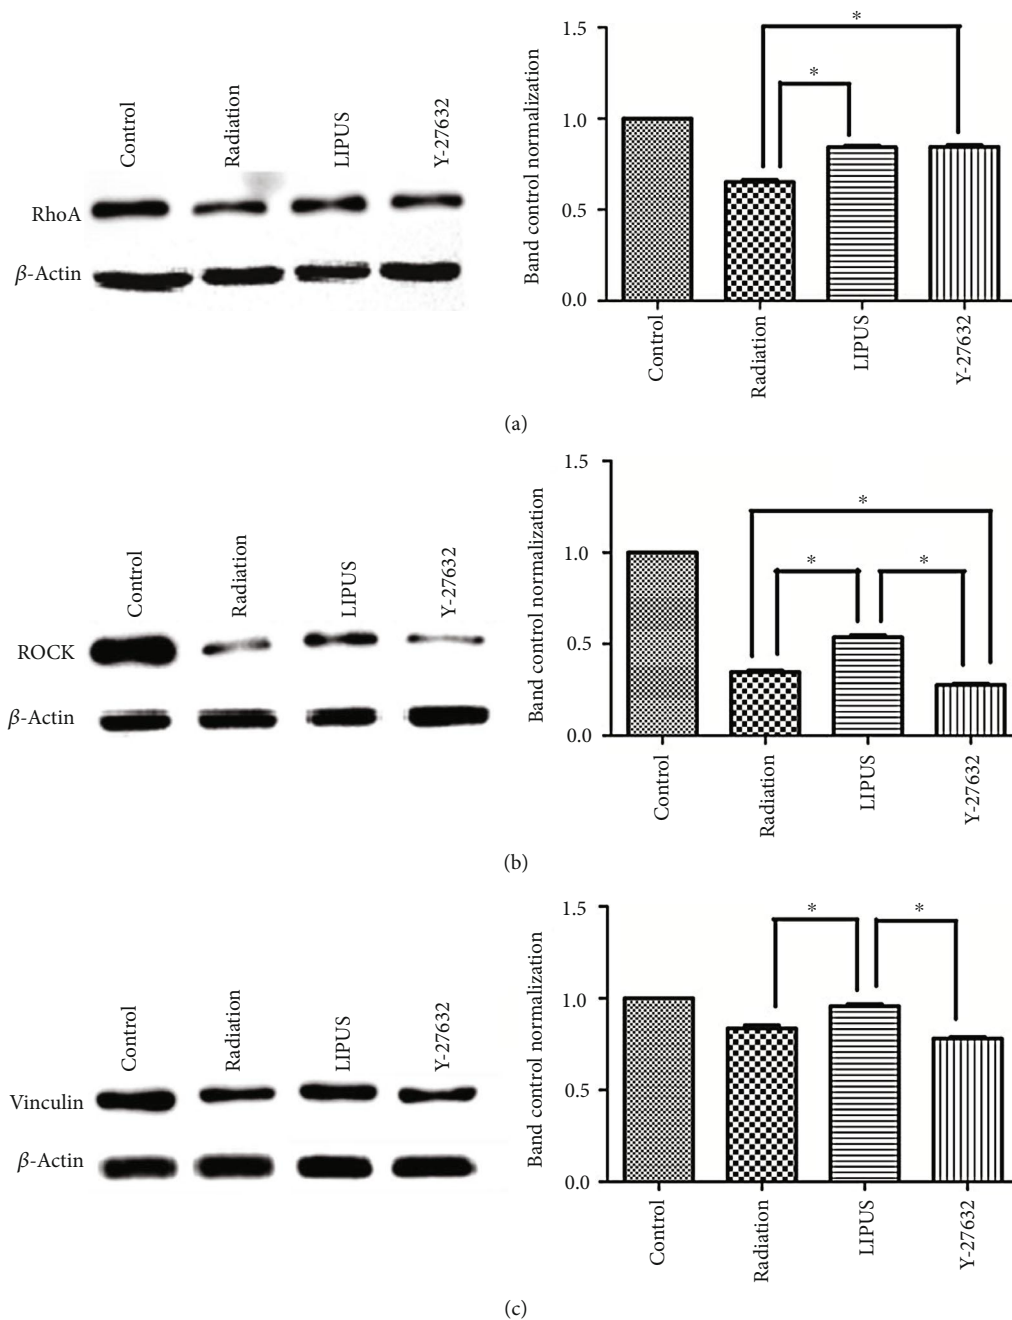 Control
Radiation
LIPUS
Y-27632
RhoA
β-Actin
Band control normalization
1.5
1.0
0.5
0.0
*
*
Control
Radiation
LIPUS
Y-27632
(a)
Control
Radiation
LIPUS
Y-27632
ROCK
β-Actin
Band control normalization
1.5
1.0
0.5
0.0
*
*
*
Control
Radiation
LIPUS
Y-27632
(b)
Control
Radiation
LIPUS
Y-27632
Vinculin
β-Actin
Band control normalization
1.5
1.0
0.5
0.0
*
*
Control
Radiation
LIPUS
Y-27632
(c)